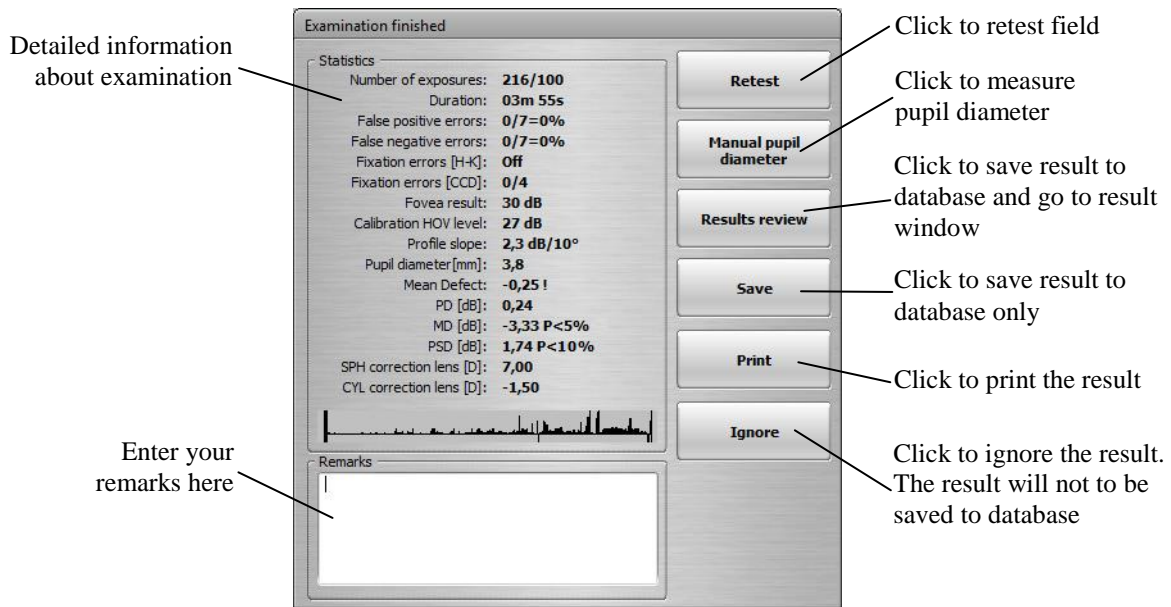 Examination finished
Detailed information
about examination
Statistics
Number of exposures: 216/100
Duration: 03m 55s
False positive errors: 0/7=0%
False negative errors: 0/7=0%
Fixation errors [H-K]: Off
Fixation errors [CCD]: 0/4
Fovea result: 30 dB
Calibration HOV level: 27 dB
Profile slope: 2,3 dB/10°
Pupil diameter[mm]: 3,8
Mean Defect: -0,25 !
PD [dB]: 0,24
MD [dB]: -3,33 P<5%
PSD [dB]: 1,74 P<10%
SPH correction lens [D]: 7,00
CYL correction lens [D]: -1,50
Enter your
remarks here
Remarks
Retest
Click to retest field
Manual pupil
diameter
Click to measure
pupil diameter
Results review
Click to save result to
database and go to result
window
Save
Click to save result to
database only
Print
Click to print the result
Ignore
Click to ignore the result.
The result will not to be
saved to database